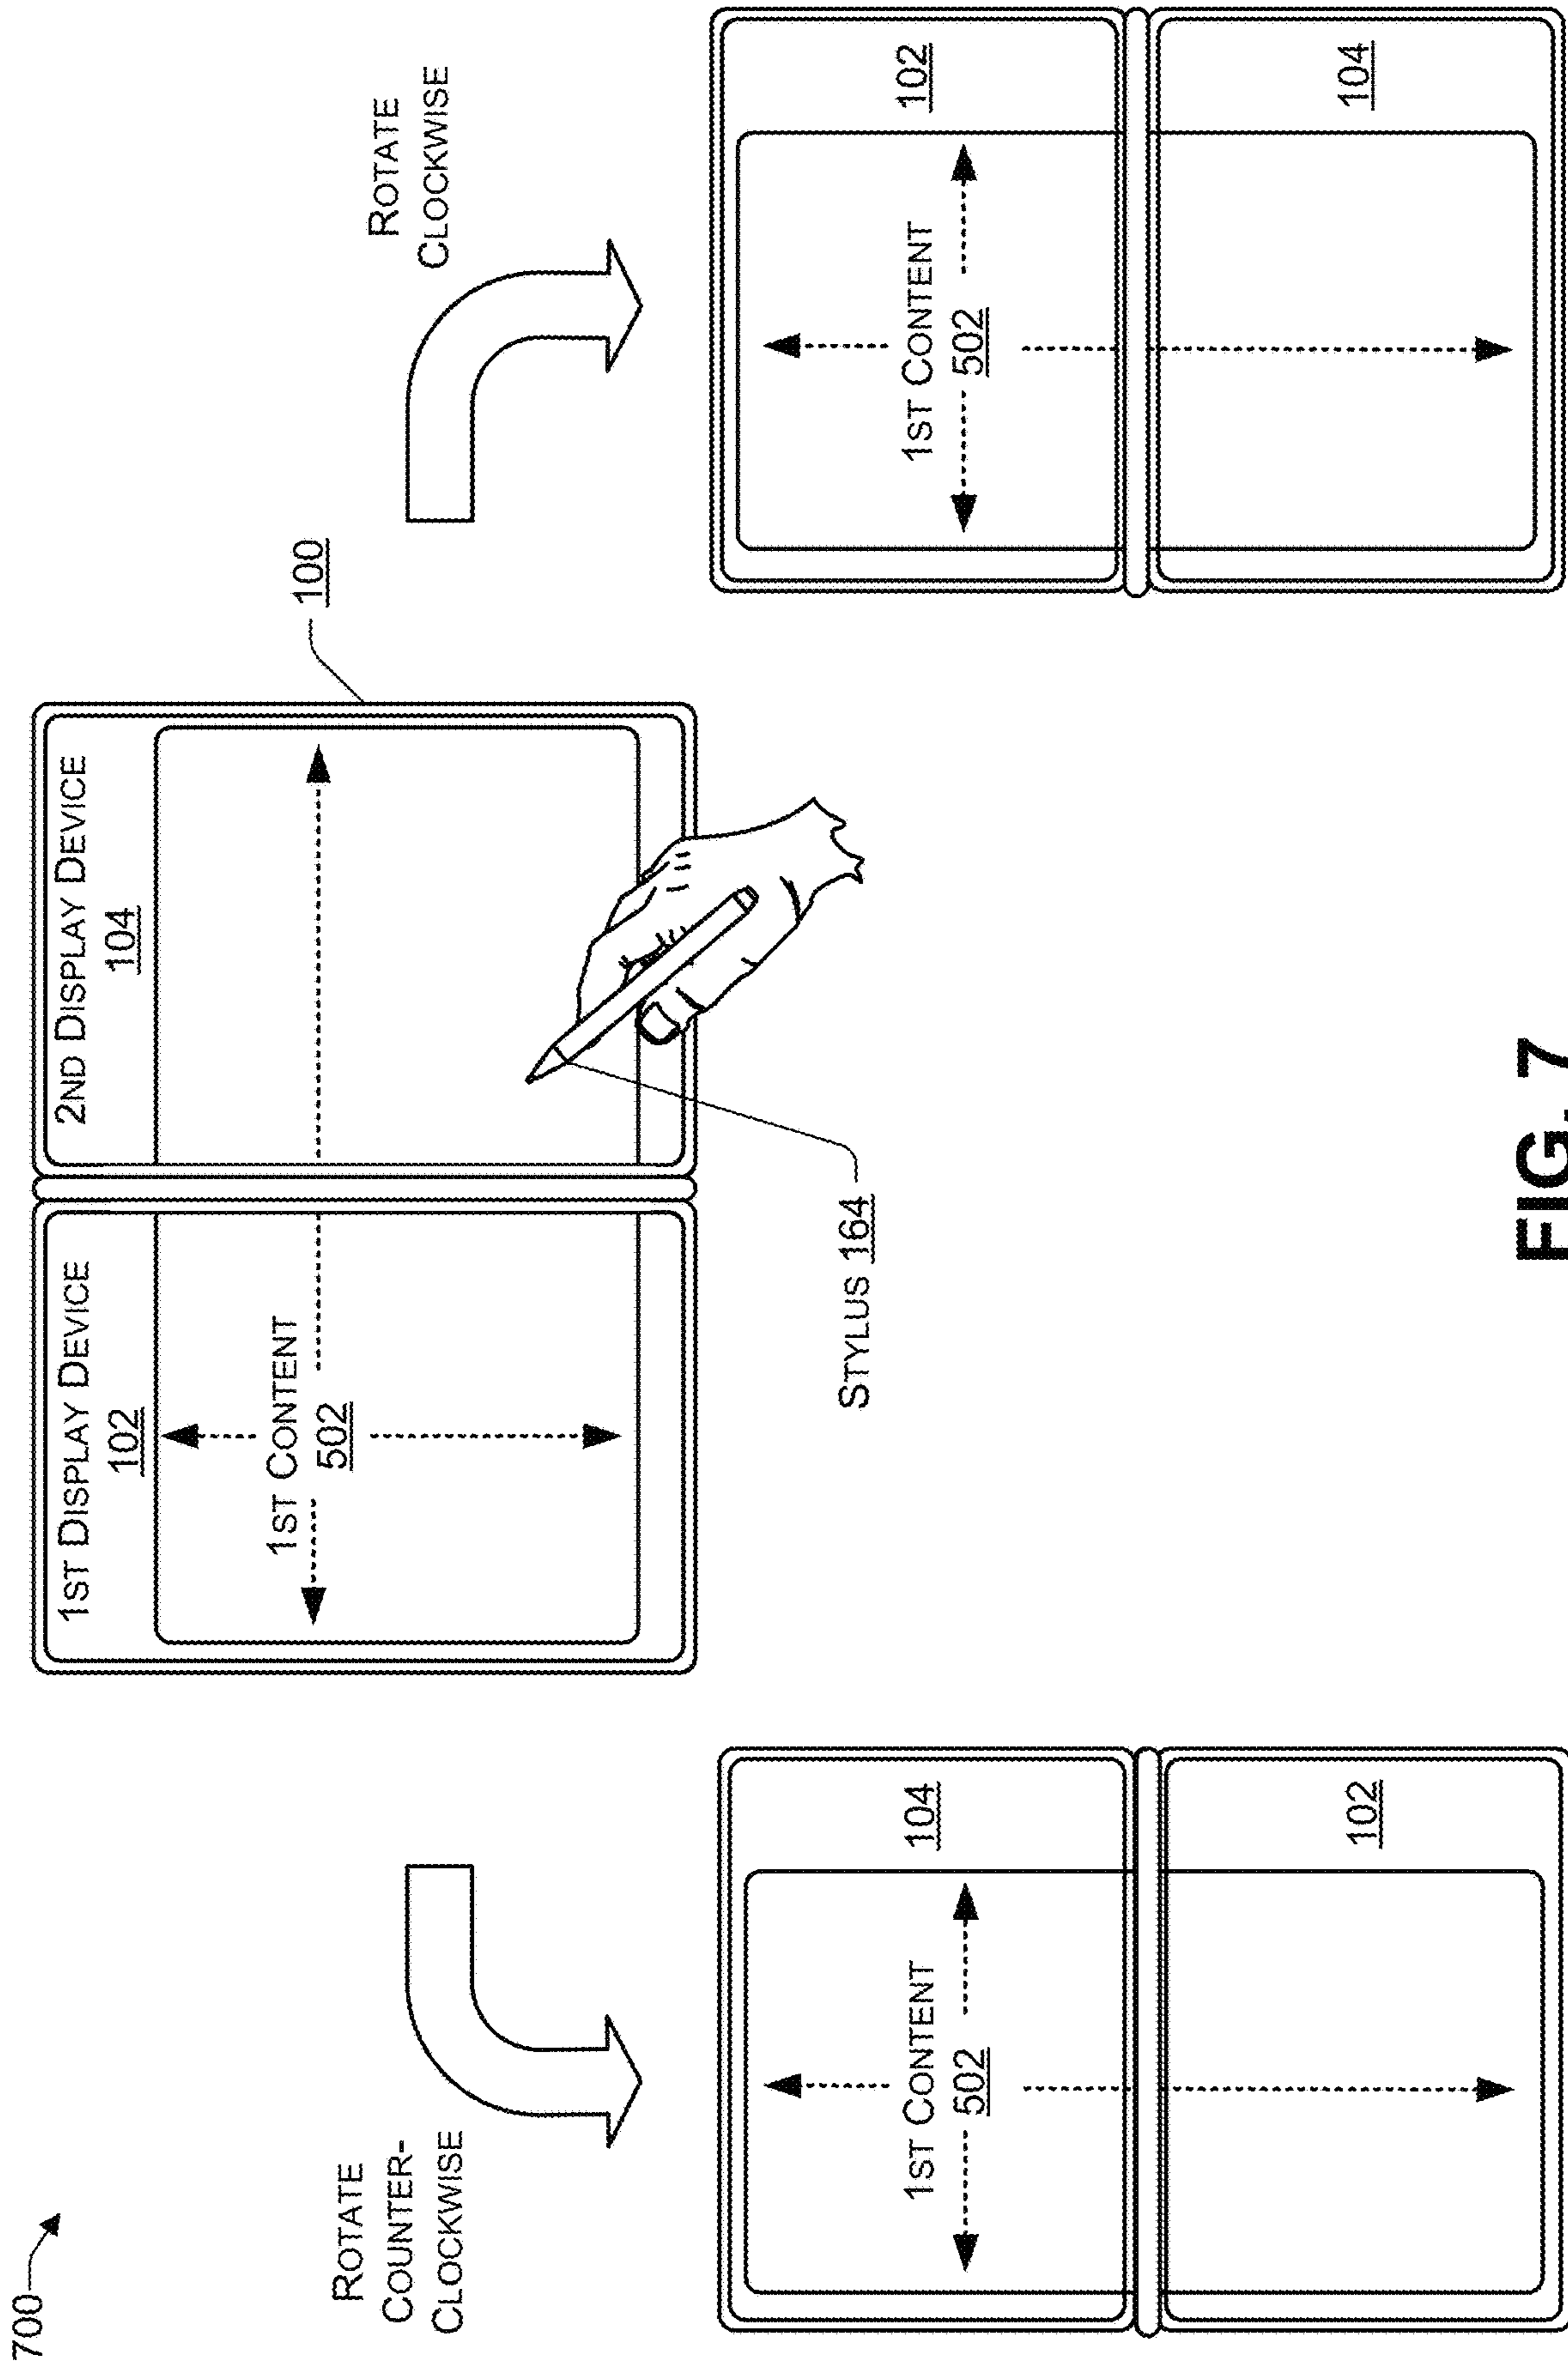 700
1ST DISPLAY DEVICE
102
2ND DISPLAY DEVICE
104
1ST CONTENT
502
100
STYLUS 164
ROTATE
COUNTER-
CLOCKWISE
ROTATE
CLOCKWISE
104
1ST CONTENT
502
102
102
1ST CONTENT
502
104
FIG. 7